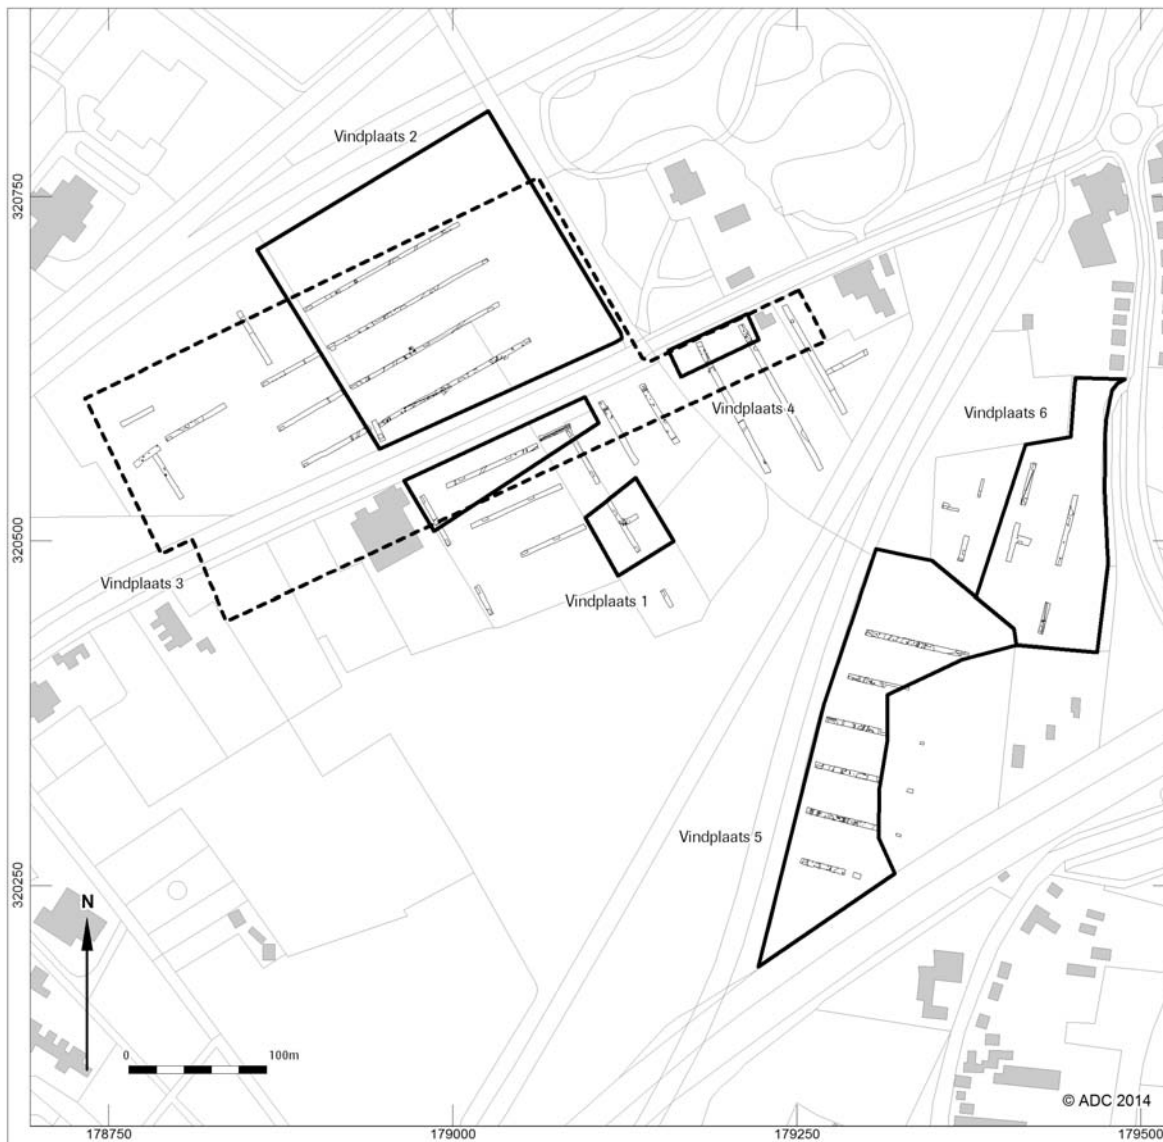 Vindplaats 2
320750
Vindplaats 4
Vindplaats 6
320500
Vindplaats 3
Vindplaats 1
Vindplaats 5
320250
N
0 100m
© ADC 2014
178750 179000 179250 179500